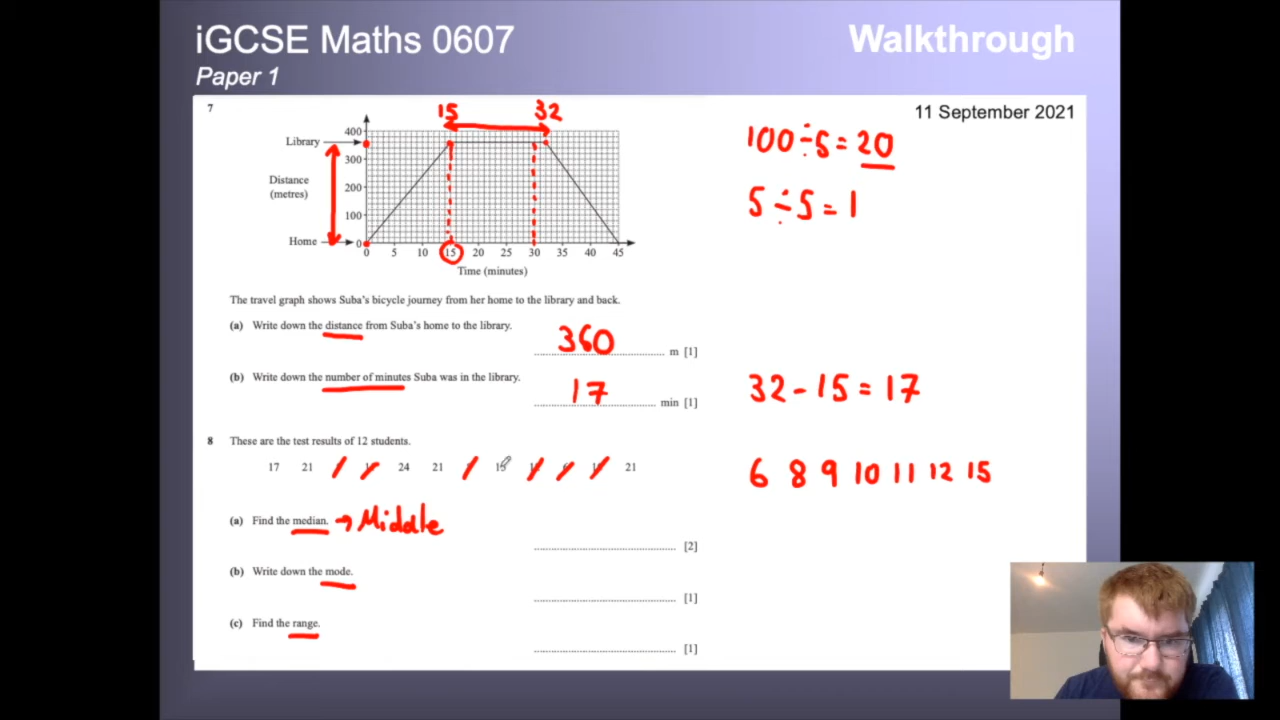 iGCSE Maths 0607
Walkthrough
Paper 1
11 September 2021
7
15 32
400
Library
300
Distance
(metres)
200
100
Home
0
0 5 10 15 20 25 30 35 40 45
Time (minutes)
100 ÷ 5 = 20
5 ÷ 5 = 1
The travel graph shows Suba's bicycle journey from her home to the library and back.
(a) Write down the distance from Suba's home to the library.
360 m [1]
(b) Write down the number of minutes Suba was in the library.
17 min [1]
32 - 15 = 17
8 These are the test results of 12 students.
17 21 24 21 21
6 8 9 10 11 12 15
(a) Find the median. → Middle
[2]
(b) Write down the mode.
[1]
(c) Find the range.
[1]